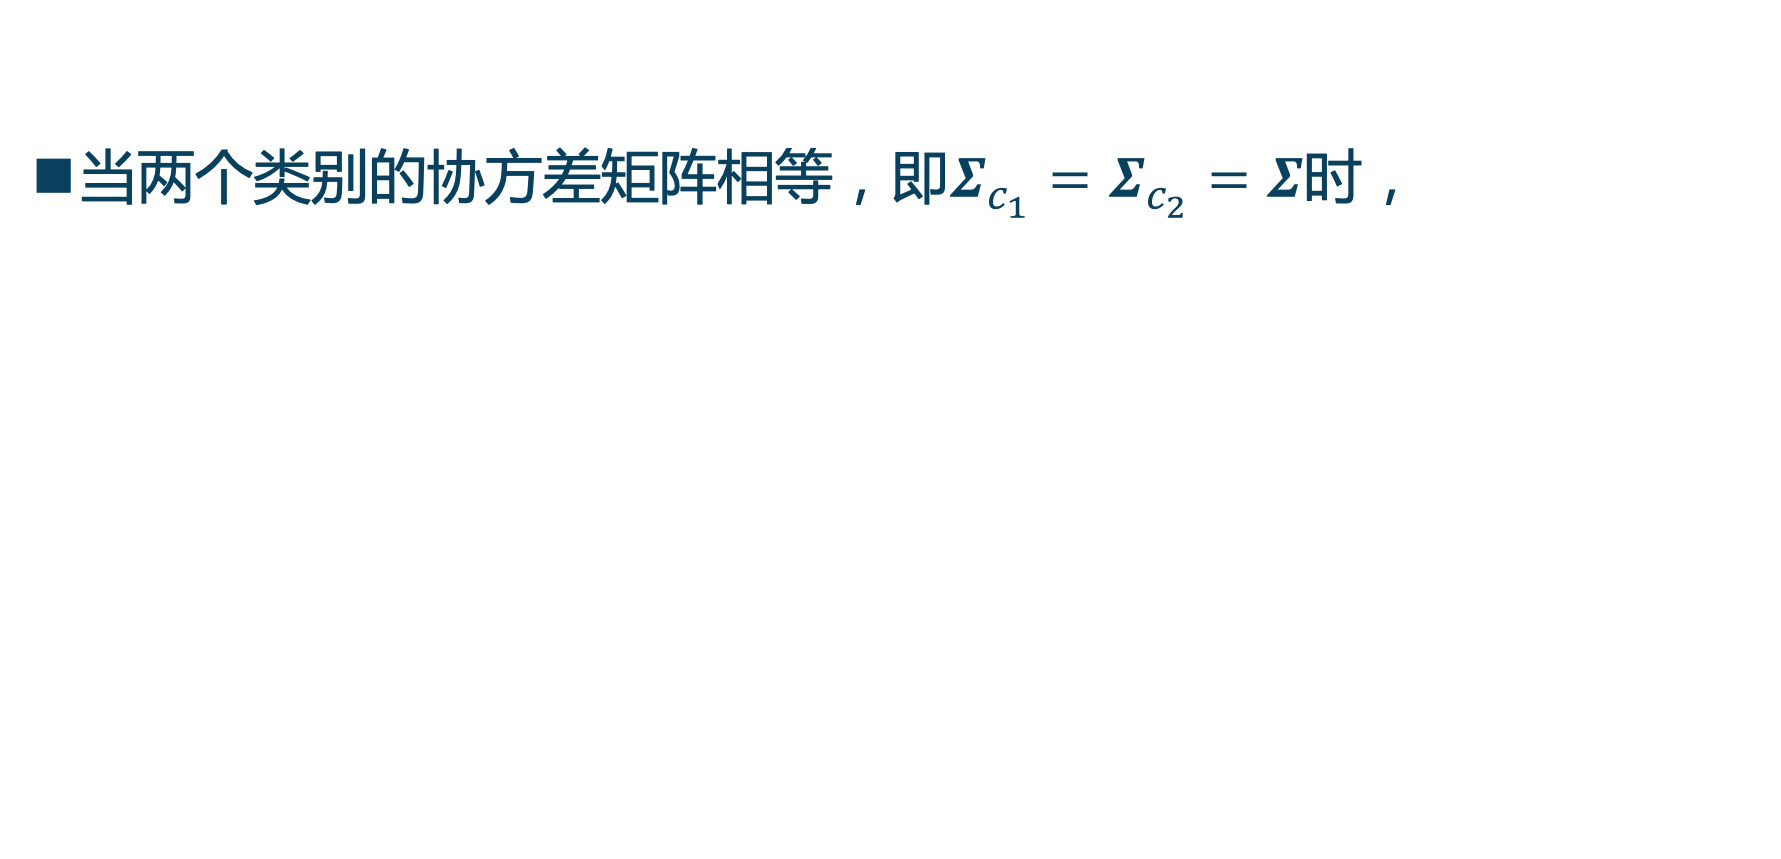 ■当两个类别的协方差矩阵相等，即𝜮_{c_1} = 𝜮_{c_2} = 𝜮时，